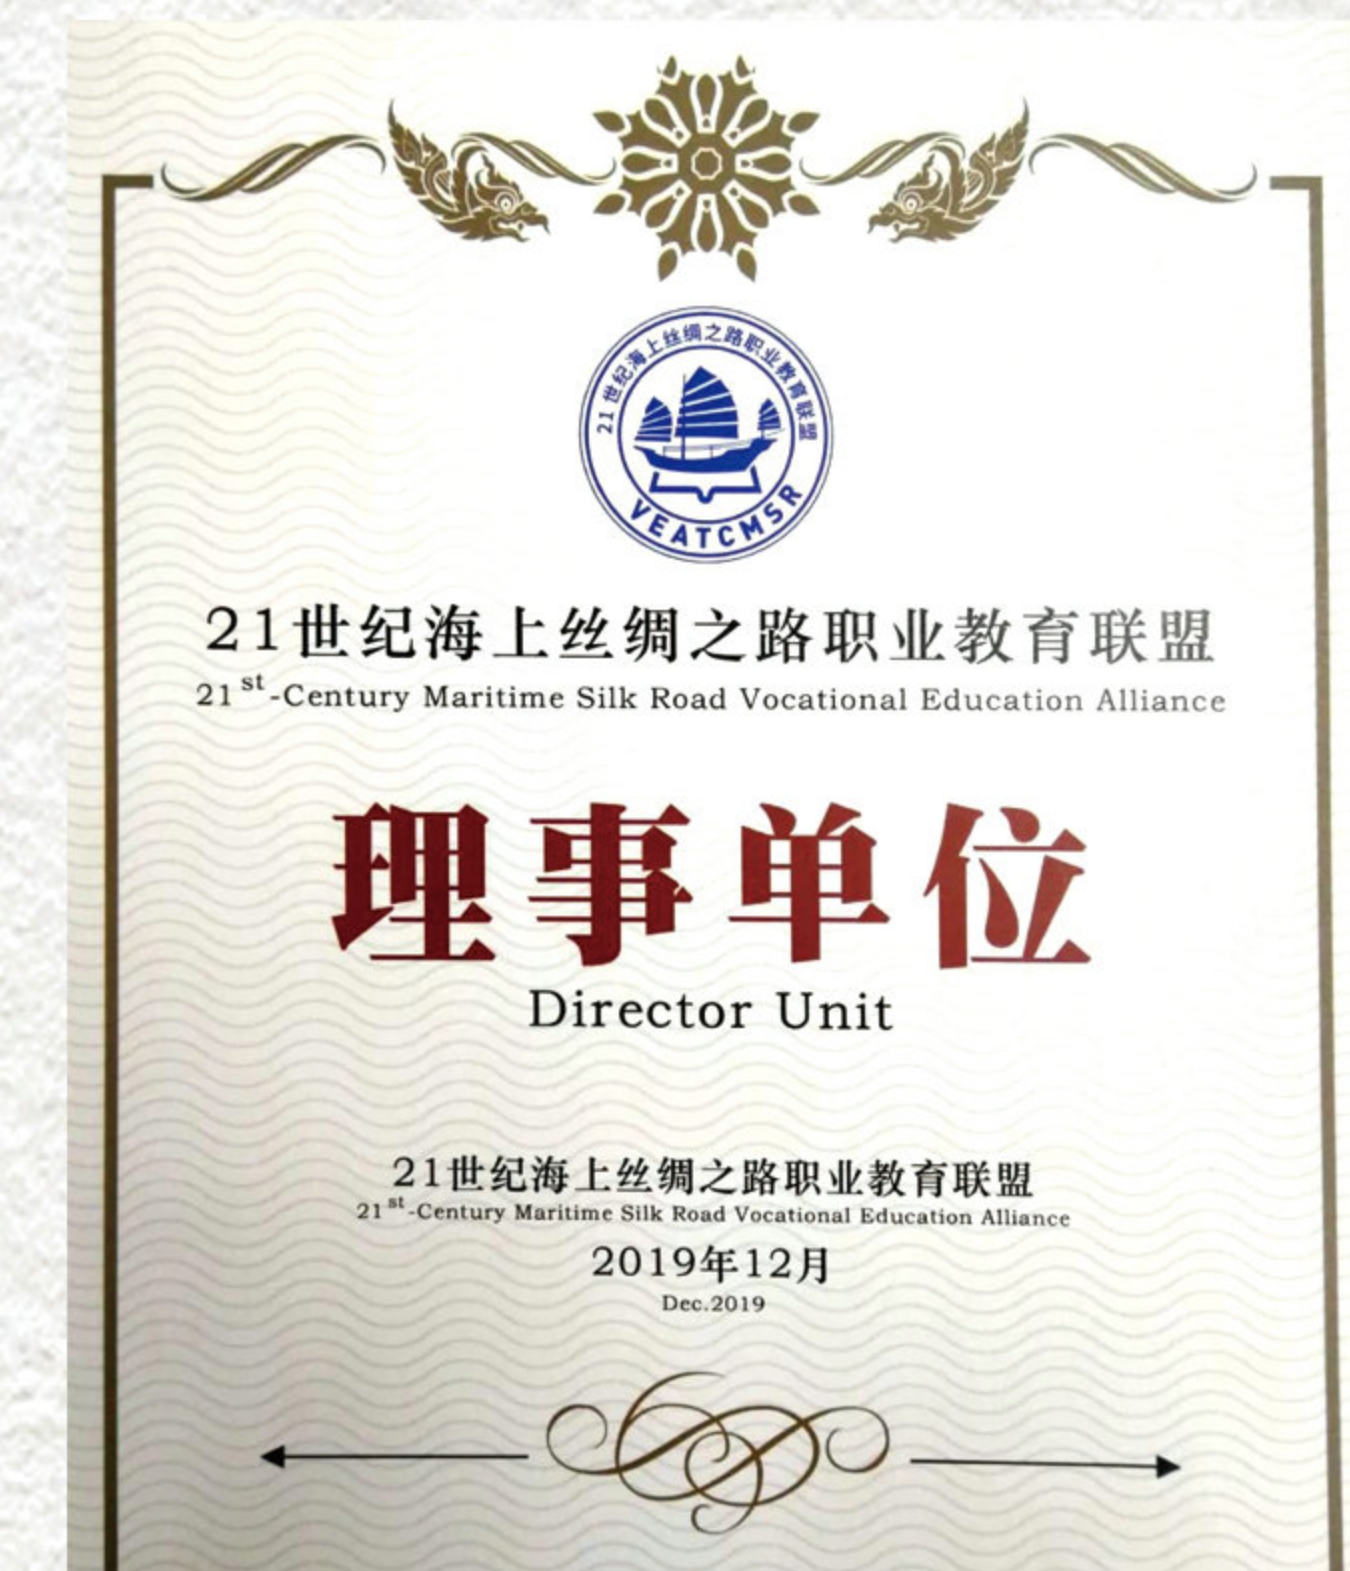 21世纪海上丝绸之路职业教育联盟
VEATCMSR
21世纪海上丝绸之路职业教育联盟
21st-Century Maritime Silk Road Vocational Education Alliance
理事单位
Director Unit
21世纪海上丝绸之路职业教育联盟
21st-Century Maritime Silk Road Vocational Education Alliance
2019年12月
Dec.2019